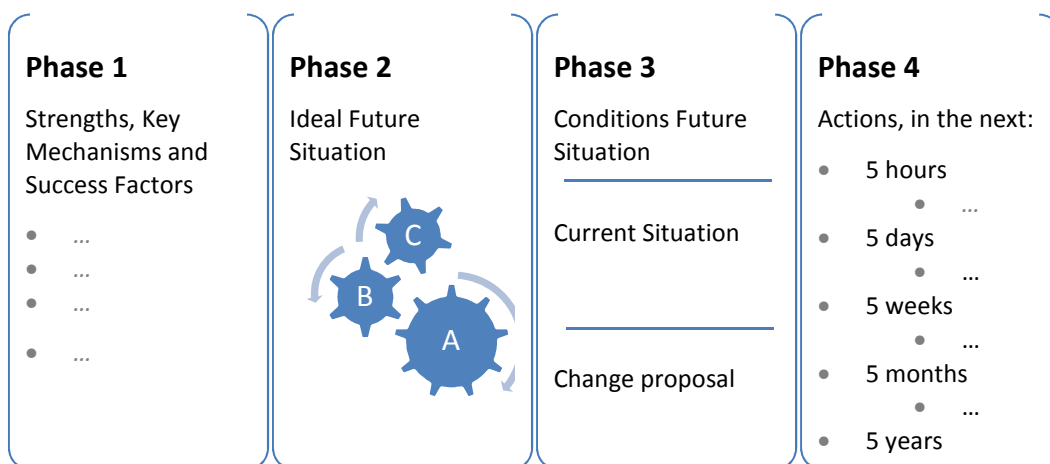 Phase 1
Strengths, Key
Mechanisms and
Success Factors
• ...
• ...
• ...
• ...
Phase 2
Ideal Future
Situation
C
B
A
Phase 3
Conditions Future
Situation
Current Situation
Change proposal
Phase 4
Actions, in the next:
• 5 hours
• ...
• 5 days
• ...
• 5 weeks
• ...
• 5 months
• ...
• 5 years